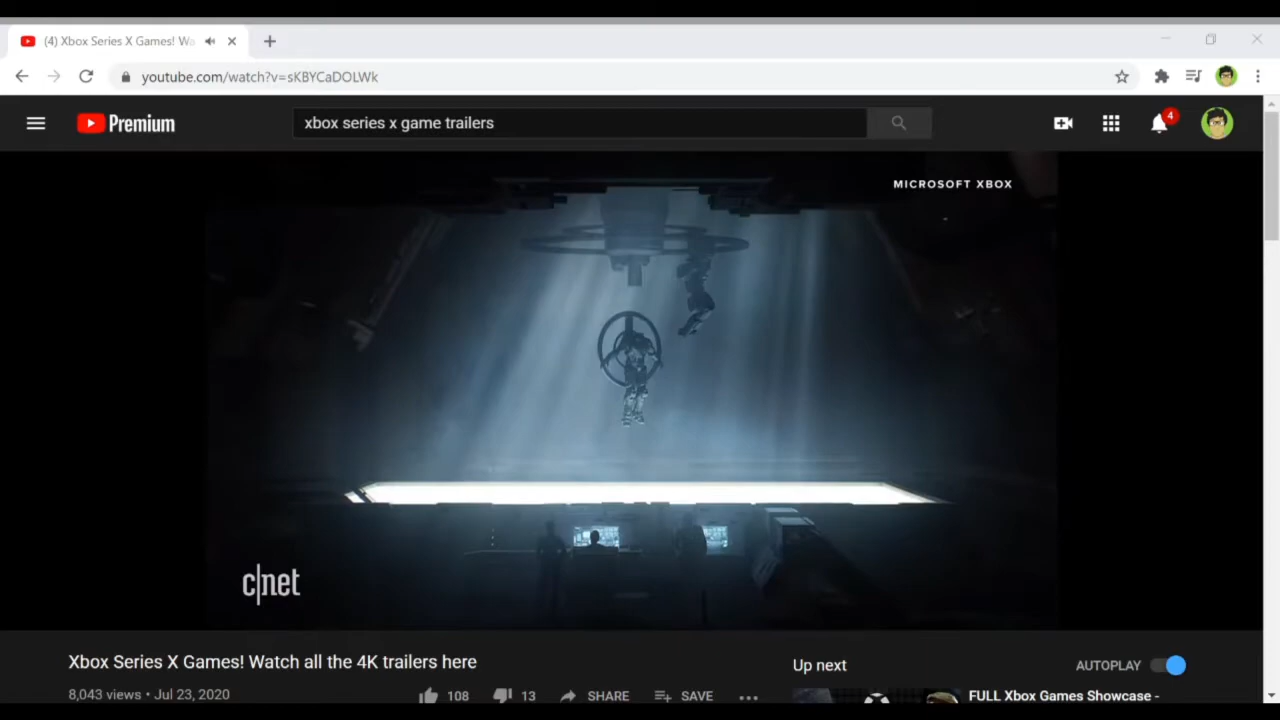 (4) Xbox Series X Games! Wa
youtube.com/watch?v=sKBYCaDOLWk
Premium
xbox series x game trailers
4
MICROSOFT XBOX
c|net
Xbox Series X Games! Watch all the 4K trailers here
8,043 views • Jul 23, 2020
108
13
SHARE
SAVE
Up next
AUTOPLAY
FULL Xbox Games Showcase -